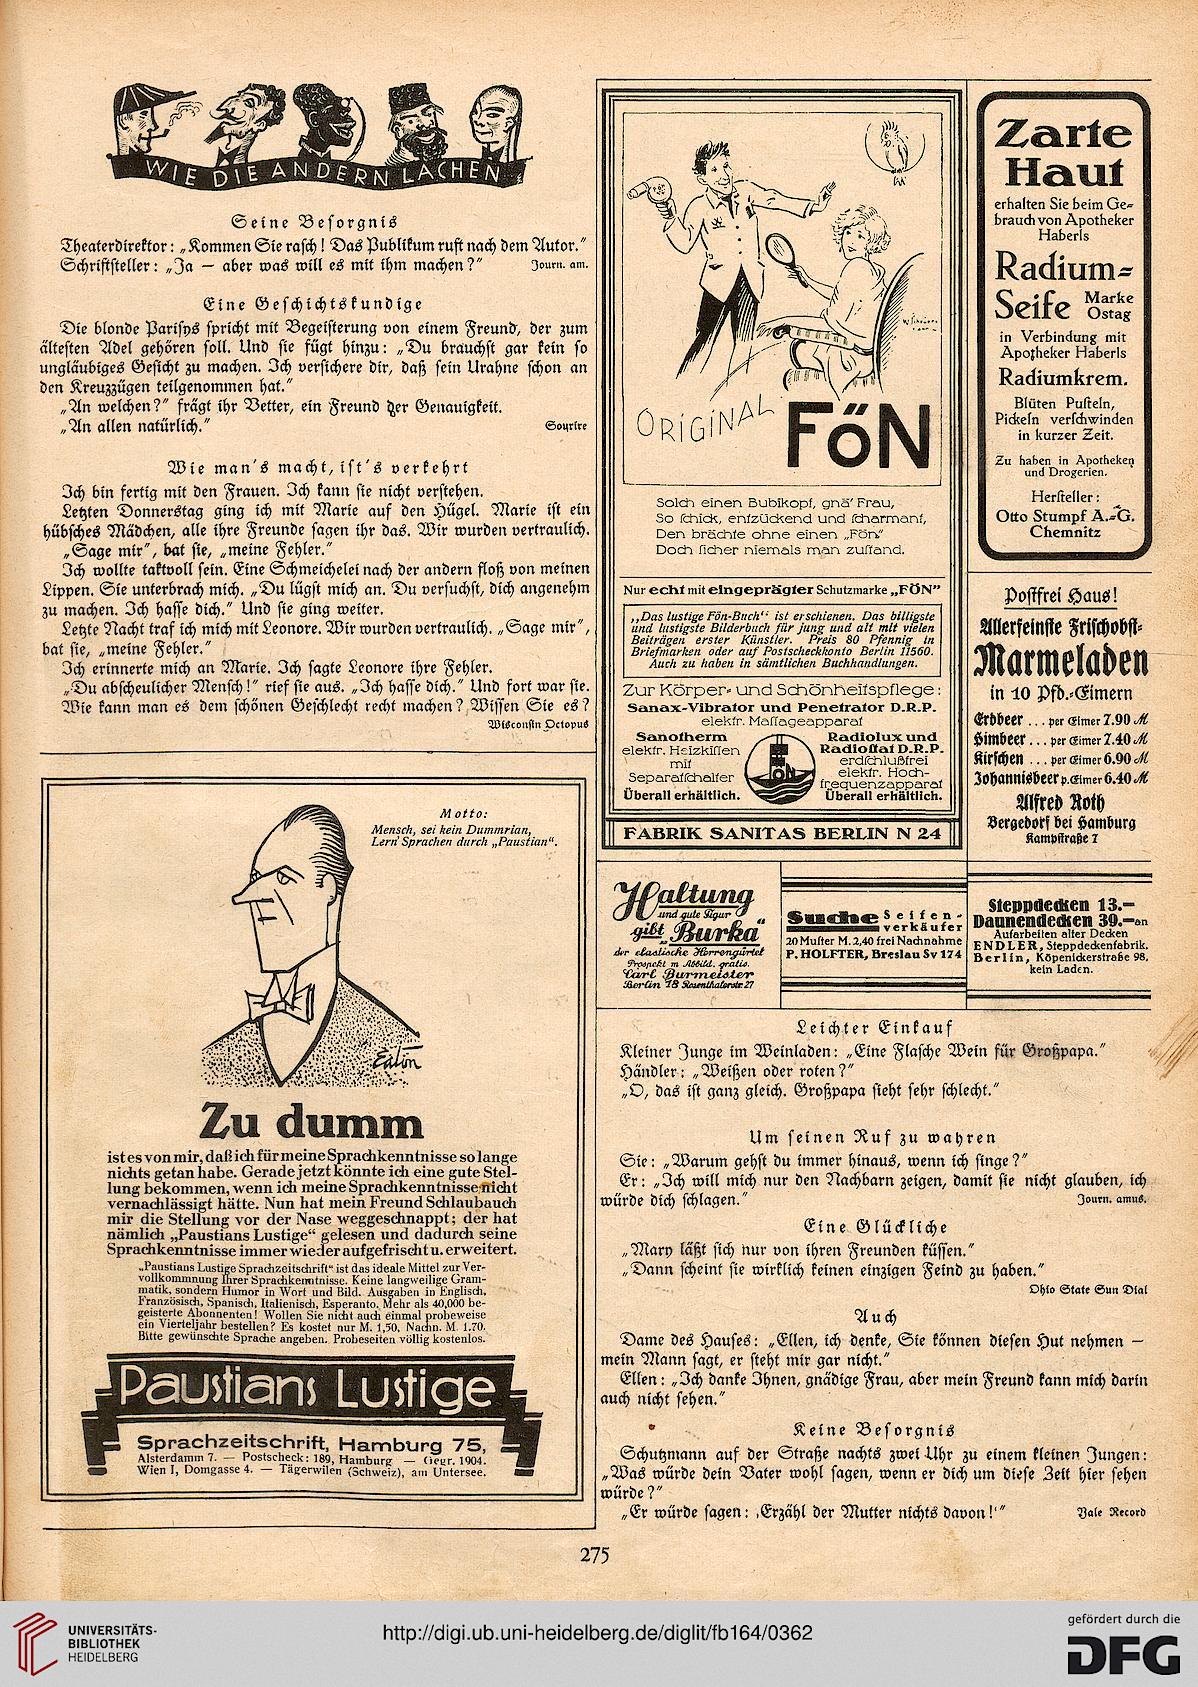 WIE DIE ANDERN LACHEN
Seine Besorgnis
Theaterdirektor: „Kommen Sie rasch! Das Publikum ruft nach dem Autor.“
Schriftsteller: „Ja — aber was will es mit ihm machen?“ Journ. am.
Eine Geschichtskundige
Die blonde Parisys spricht mit Begeisterung von einem Freund, der zum
ältesten Adel gehören soll. Und sie fügt hinzu: „Du brauchst gar kein so
ungläubiges Gesicht zu machen. Ich versichere dir, daß sein Urahne schon an
den Kreuzzügen teilgenommen hat.“
„An welchen?“ frägt ihr Vetter, ein Freund der Genauigkeit.
„An allen natürlich.“ Sourire
Wie man's macht, ist's verkehrt
Ich bin fertig mit den Frauen. Ich kann sie nicht verstehen.
Letzten Donnerstag ging ich mit Marie auf den Hügel. Marie ist ein
hübsches Mädchen, alle ihre Freunde sagen ihr das. Wir wurden vertraulich.
„Sage mir“, bat sie, „meine Fehler.“
Ich wollte taktvoll sein. Eine Schmeichelei nach der andern floß von meinen
Lippen. Sie unterbrach mich. „Du lügst mich an. Du versuchst, dich angenehm
zu machen. Ich hasse dich.“ Und sie ging weiter.
Letzte Nacht traf ich mich mit Leonore. Wir wurden vertraulich. „Sage mir“,
bat sie, „meine Fehler.“
Ich erinnerte mich an Marie. Ich sagte Leonore ihre Fehler.
„Du abscheulicher Mensch!“ rief sie aus. „Ich hasse dich.“ Und fort war sie.
Wie kann man es dem schönen Geschlecht recht machen? Wissen Sie es?
Wisconsin Octopus
Motto:
Mensch, sei kein Dummrian,
Lern' Sprachen durch „Paustian“.
Eaton
Zu dumm
ist es von mir, daß ich für meine Sprachkenntnisse so lange
nichts getan habe. Gerade jetzt könnte ich eine gute Stel-
lung bekommen, wenn ich meine Sprachkenntnisse nicht
vernachlässigt hätte. Nun hat mein Freund Schlaubauch
mir die Stellung vor der Nase weggeschnappt; der hat
nämlich „Paustians Lustige“ gelesen und dadurch seine
Sprachkenntnisse immer wieder aufgefrischt u. erweitert.
„Paustians Lustige Sprachzeitschrift“ ist das ideale Mittel zur Ver-
vollkommnung Ihrer Sprachkenntnisse. Keine langweilige Gram-
matik, sondern Humor in Wort und Bild. Ausgaben in Englisch,
Französisch, Spanisch, Italienisch, Esperanto. Mehr als 40,000 be-
geisterte Abonnenten! Wollen Sie nicht auch einmal probeweise
ein Vierteljahr bestellen? Es kostet nur M. 1,50, Nachn. M. 1.70.
Bitte gewünschte Sprache angeben. Probeseiten völlig kostenlos.
Paustians Lustige
Sprachzeitschrift, Hamburg 75,
Alsterdamm 7. — Postscheck: 189, Hamburg — Gegr. 1904.
Wien I, Domgasse 4. — Tägerwilen (Schweiz), am Untersee.
ORIGINAL FöN
Solch einen Bubikopf, gnä' Frau,
So schick, entzückend und scharmant,
Den brächte ohne einen „Fön“
Doch sicher niemals man zustand.
Nur echt mit eingeprägter Schutzmarke „FÖN“
„Das lustige Fön-Buch“ ist erschienen. Das billigste
und lustigste Bilderbuch für jung und alt mit vielen
Beiträgen erster Künstler. Preis 80 Pfennig in
Briefmarken oder auf Postscheckkonto Berlin 11560.
Auch zu haben in sämtlichen Buchhandlungen.
Zur Körper- und Schönheitspflege:
Sanax-Vibrator und Penetrator D.R.P.
elektr. Massageapparat
Sanotherm
elektr. Heizkissen
mit
Separatschalter
Überall erhältlich.
FöN
Radiolux und
Radiostat D.R.P.
erdschlußfrei
elektr. Hoch-
frequenzapparat
Überall erhältlich.
FABRIK SANITAS BERLIN N 24
Zarte
Haut
erhalten Sie beim Ge-
brauch von Apotheker
Haberls
Radium-
Seife Marke Ostag
in Verbindung mit
Apotheker Haberls
Radiumkrem.
Blüten Pusteln,
Pickeln verschwinden
in kurzer Zeit.
Zu haben in Apotheken
und Drogerien.
Hersteller:
Otto Stumpf A.-G.
Chemnitz
Postfrei Haus!
Allerfeinste Frischobst-
Marmeladen
in 10 Pfd.-Eimern
Erdbeer ... per Eimer 7.90 M
Himbeer ... per Eimer 7.40 M
Kirschen ... per Eimer 6.90 M
Johannisbeer p. Eimer 6.40 M
Alfred Roth
Bergedorf bei Hamburg
Kampstraße 7
Haltung
und gute Figur
gibt „Burka“
der elastische Herrengürtel
Prospekt m Abbild. gratis.
Carl Burmeister
Berlin 18 Rosenthalerstr. 27
Suche Seifen-
verkäufer
20 Muster M. 2,40 frei Nachnahme
P. HOLFTER, Breslau Sv 174
Steppdecken 13.—
Daunendecken 39.— an
Aufarbeiten alter Decken
ENDLER, Steppdeckenfabrik.
Berlin, Köpenickerstraße 98.
kein Laden.
Leichter Einkauf
Kleiner Junge im Weinladen: „Eine Flasche Wein für Großpapa.“
Händler: „Weißen oder roten?“
„O, das ist ganz gleich. Großpapa sieht sehr schlecht.“
Um seinen Ruf zu wahren
Sie: „Warum gehst du immer hinaus, wenn ich singe?“
Er: „Ich will mich nur den Nachbarn zeigen, damit sie nicht glauben, ich
würde dich schlagen.“ Journ. amus.
Eine Glückliche
„Mary läßt sich nur von ihren Freunden küssen.“
„Dann scheint sie wirklich keinen einzigen Feind zu haben.“
Ohio State Sun Dial
Auch
Dame des Hauses: „Ellen, ich denke, Sie können diesen Hut nehmen —
mein Mann sagt, er steht mir gar nicht.“
Ellen: „Ich danke Ihnen, gnädige Frau, aber mein Freund kann mich darin
auch nicht sehen.“
Keine Besorgnis
Schutzmann auf der Straße nachts zwei Uhr zu einem kleinen Jungen:
„Was würde dein Vater wohl sagen, wenn er dich um diese Zeit hier sehen
würde?“
„Er würde sagen: ‚Erzähl der Mutter nichts davon!‘“ Yale Record
275
UNIVERSITÄTS-
BIBLIOTHEK
HEIDELBERG
http://digi.ub.uni-heidelberg.de/diglit/fb164/0362
gefördert durch die
DFG